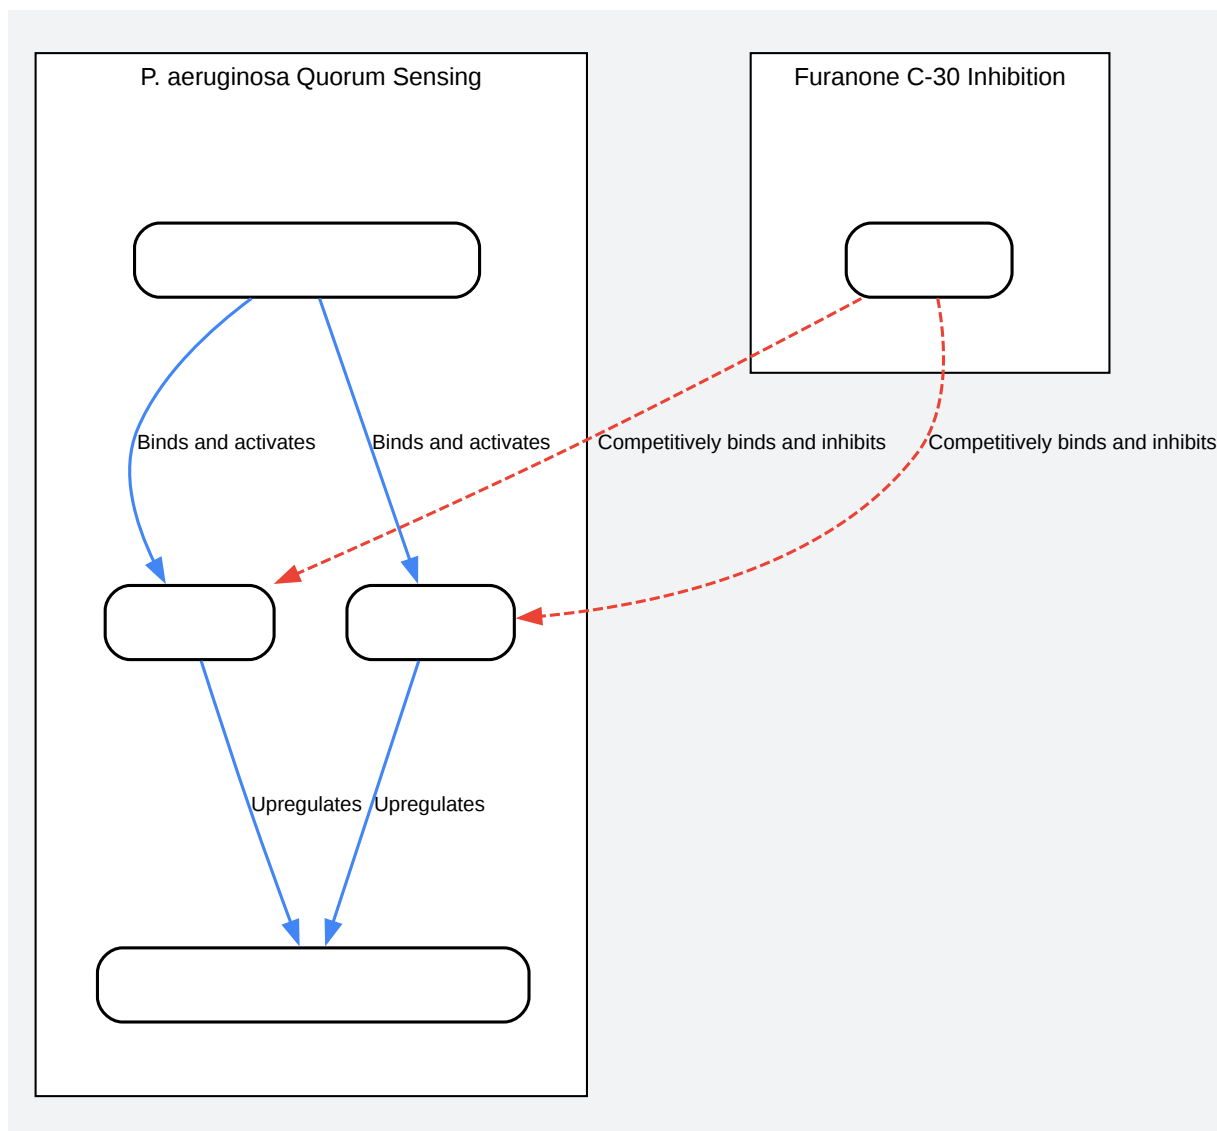 P. aeruginosa Quorum Sensing
Furanone C-30 Inhibition
Binds and activates
Binds and activates
Competitively binds and inhibits
Competitively binds and inhibits
Upregulates
Upregulates